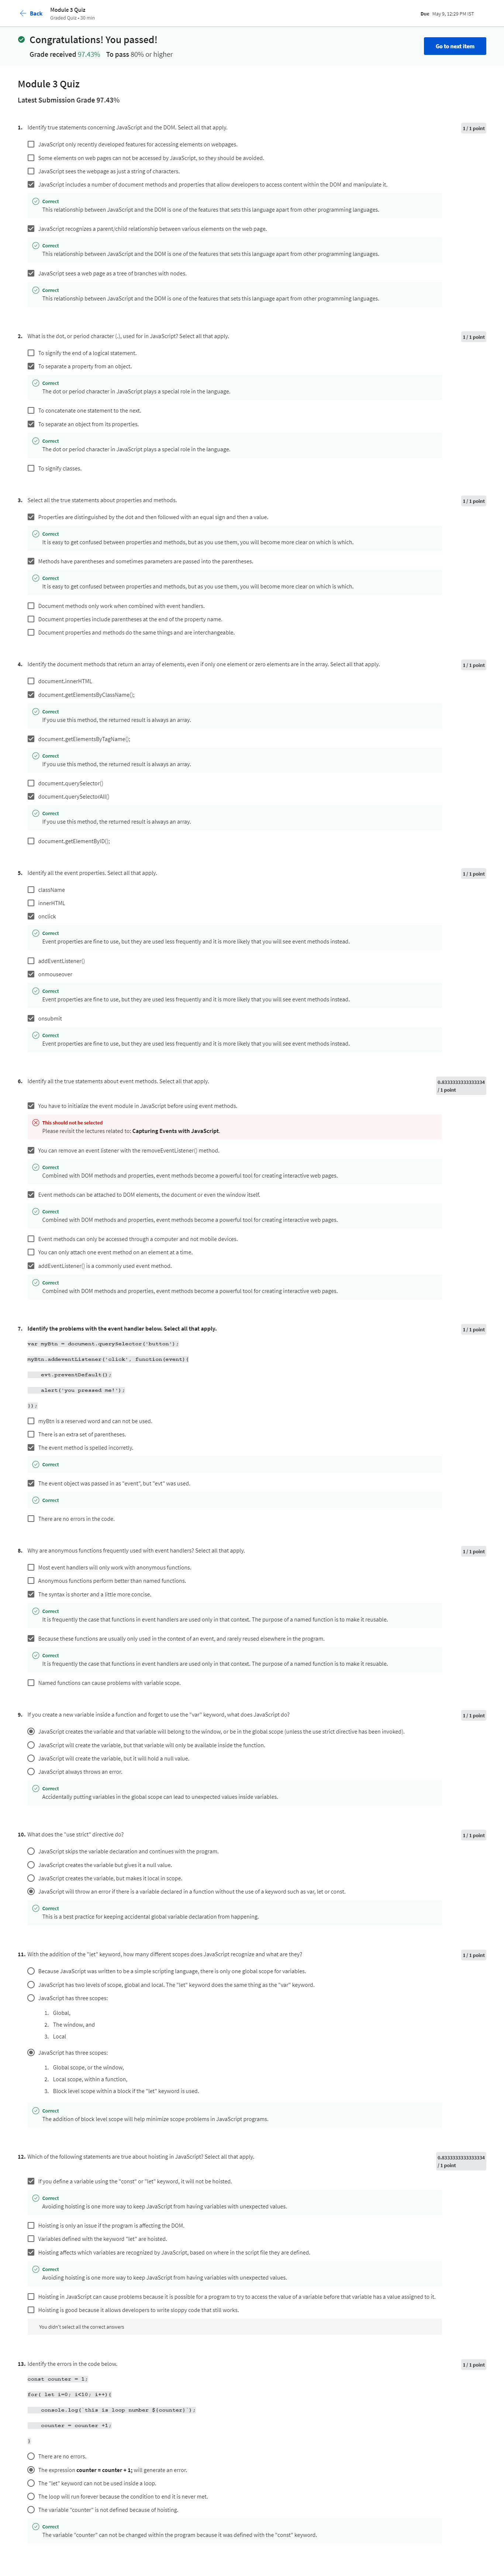 Back
Module 3 Quiz
Graded Quiz • 20 min
Due May 9, 12:29 PM IST
Congratulations! You passed!
Grade received 97.43% To pass 80% or higher
Go to next item
Module 3 Quiz
Latest Submission Grade 97.43%
1. Identify true statements concerning JavaScript and the DOM. Select all that apply.
1 / 1 point
JavaScript only recently developed features for accessing elements on webpages.
Some elements on web pages can not be accessed by JavaScript, so they should be avoided.
JavaScript sees the webpage as just a string of characters.
JavaScript includes a number of document methods and properties that allow developers to access content within the DOM and manipulate it.
Correct
This relationship between JavaScript and the DOM is one of the features that sets this language apart from other programming languages.
JavaScript recognizes a parent/child relationship between various elements on the web page.
Correct
This relationship between JavaScript and the DOM is one of the features that sets this language apart from other programming languages.
JavaScript sees a web page as a tree of branches with nodes.
Correct
This relationship between JavaScript and the DOM is one of the features that sets this language apart from other programming languages.
2. What is the dot, or period character (.), used for in JavaScript? Select all that apply.
1 / 1 point
To signify the end of a logical statement.
To separate a property from an object.
Correct
The dot or period character in JavaScript plays a special role in the language.
To concatenate one statement to the next.
To separate an object from its properties.
Correct
The dot or period character in JavaScript plays a special role in the language.
To signify classes.
3. Select all the true statements about properties and methods.
1 / 1 point
Properties are distinguished by the dot and then followed with an equal sign and then a value.
Correct
It is easy to get confused between properties and methods, but as you use them, you will become more clear on which is which.
Methods have parentheses and sometimes parameters are passed into the parentheses.
Correct
It is easy to get confused between properties and methods, but as you use them, you will become more clear on which is which.
Document methods only work when combined with event handlers.
Document properties include parentheses at the end of the property name.
Document properties and methods do the same things and are interchangeable.
4. Identify the document methods that return an array of elements, even if only one element or zero elements are in the array. Select all that apply.
1 / 1 point
document.innerHTML
document.getElementsByClassName();
Correct
If you use this method, the returned result is always an array.
document.getElementsByTagName();
Correct
If you use this method, the returned result is always an array.
document.querySelector()
document.querySelectorAll()
Correct
If you use this method, the returned result is always an array.
document.getElementByID();
5. Identify all the event properties. Select all that apply.
1 / 1 point
className
innerHTML
onclick
Correct
Event properties are fine to use, but they are used less frequently and it is more likely that you will see event methods instead.
addEventListener()
onmouseover
Correct
Event properties are fine to use, but they are used less frequently and it is more likely that you will see event methods instead.
onsubmit
Correct
Event properties are fine to use, but they are used less frequently and it is more likely that you will see event methods instead.
6. Identify all the true statements about event methods. Select all that apply.
0.8333333333333334
/ 1 point
You have to initialize the event module in JavaScript before using event methods.
This should not be selected
Please revisit the lectures related to: Capturing Events with JavaScript.
You can remove an event listener with the removeEventListener() method.
Correct
Combined with DOM methods and properties, event methods become a powerful tool for creating interactive web pages.
Event methods can be attached to DOM elements, the document or even the window itself.
Correct
Combined with DOM methods and properties, event methods become a powerful tool for creating interactive web pages.
Event methods can only be accessed through a computer and not mobile devices.
You can only attach one event method on an element at a time.
addEventListener() is a commonly used event method.
Correct
Combined with DOM methods and properties, event methods become a powerful tool for creating interactive web pages.
7. Identify the problems with the event handler below. Select all that apply.
1 / 1 point
var myBtn = document.querySelector('button');
myBtn.addeventListener('click', function(event){
evt.preventDefault();
alert('you pressed me!');
});
myBtn is a reserved word and can not be used.
There is an extra set of parentheses.
The event method is spelled incorretly.
Correct
The event object was passed in as "event", but "evt" was used.
Correct
There are no errors in the code.
8. Why are anonymous functions frequently used with event handlers? Select all that apply.
1 / 1 point
Most event handlers will only work with anonymous functions.
Anonymous functions perform better than named functions.
The syntax is shorter and a little more concise.
Correct
It is frequently the case that functions in event handlers are used only in that context. The purpose of a named function is to make it reusable.
Because these functions are usually only used in the context of an event, and rarely reused elsewhere in the program.
Correct
It is frequently the case that functions in event handlers are used only in that context. The purpose of a named function is to make it resuable.
Named functions can cause problems with variable scope.
9. If you create a new variable inside a function and forget to use the "var" keyword, what does JavaScript do?
1 / 1 point
JavaScript creates the variable and that variable will belong to the window, or be in the global scope (unless the use strict directive has been invoked).
JavaScript will create the variable, but that variable will only be available inside the function.
JavaScript will create the variable, but it will hold a null value.
JavaScript always throws an error.
Correct
Accidentally putting variables in the global scope can lead to unexpected values inside variables.
10. What does the "use strict" directive do?
1 / 1 point
JavaScript skips the variable declaration and continues with the program.
JavaScript creates the variable but gives it a null value.
JavaScript creates the variable, but makes it local in scope.
JavaScript will throw an error if there is a variable declared in a function without the use of a keyword such as var, let or const.
Correct
This is a best practice for keeping accidental global variable declaration from happening.
11. With the addition of the "let" keyword, how many different scopes does JavaScript recognize and what are they?
1 / 1 point
Because JavaScript was written to be a simple scripting language, there is only one global scope for variables.
JavaScript has two levels of scope, global and local. The "let" keyword does the same thing as the "var" keyword.
JavaScript has three scopes:
1. Global,
2. The window, and
3. Local
JavaScript has three scopes:
1. Global scope, or the window,
2. Local scope, within a function,
3. Block level scope within a block if the "let" keyword is used.
Correct
The addition of block level scope will help minimize scope problems in JavaScript programs.
12. Which of the following statements are true about hoisting in JavaScript? Select all that apply.
0.8333333333333334
/ 1 point
If you define a variable using the "const" or "let" keyword, it will not be hoisted.
Correct
Avoiding hoisting is one more way to keep JavaScript from having variables with unexpected values.
Hoisting is only an issue if the program is affecting the DOM.
Variables defined with the keyword "let" are hoisted.
Hoisting affects which variables are recognized by JavaScript, based on where in the script file they are defined.
Correct
Avoiding hoisting is one more way to keep JavaScript from having variables with unexpected values.
Hoisting in JavaScript can cause problems because it is possible for a program to try to access the value of a variable before that variable has a value assigned to it.
Hoisting is good because it allows developers to write sloppy code that still works.
You didn't select all the correct answers
13. Identify the errors in the code below.
1 / 1 point
const counter = 1;
for( let i=0; i<10; i++){
console.log(`this is loop number ${counter}`);
counter = counter +1;
}
There are no errors.
The expression counter = counter + 1; will generate an error.
The "let" keyword can not be used inside a loop.
The loop will run forever because the condition to end it is never met.
The variable "counter" is not defined because of hoisting.
Correct
The variable "counter" can not be changed within the program because it was defined with the "const" keyword.